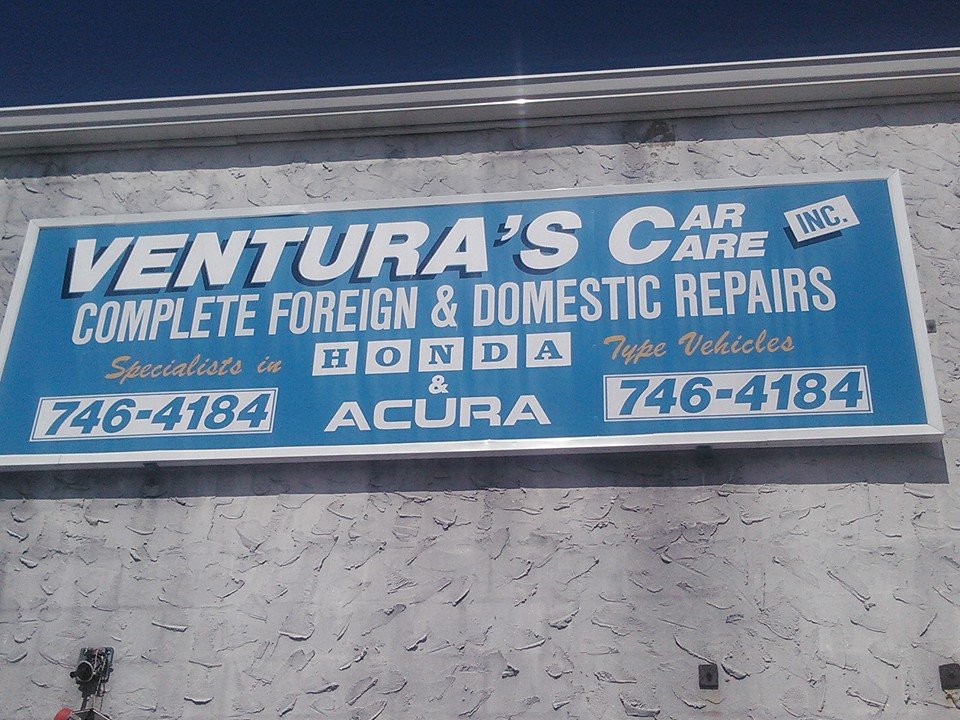 VENTURA'S CAR CARE INC.
COMPLETE FOREIGN & DOMESTIC REPAIRS
Specialists in HONDA Type Vehicles
&
746-4184 ACURA 746-4184